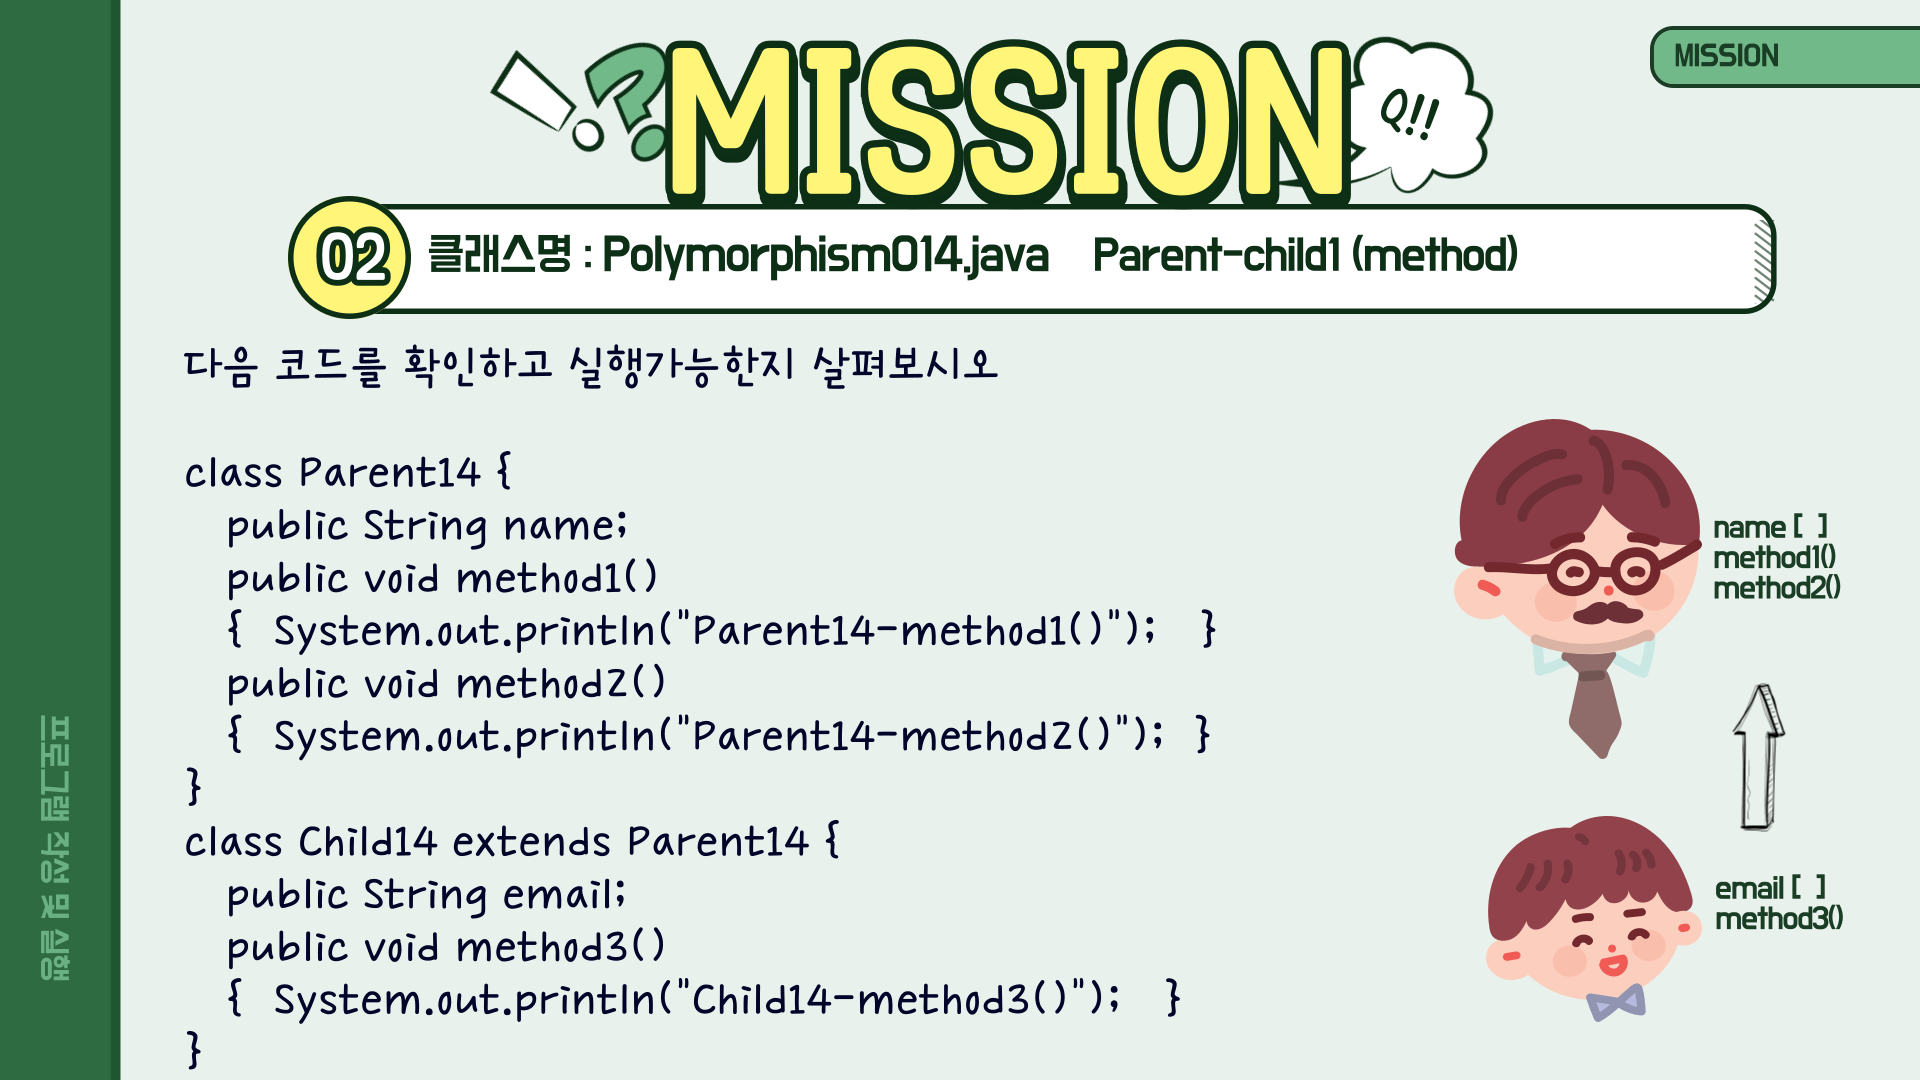 MISSION
!?
MISSION
Q!!
02
클래스명 : Polymorphism014.java Parent-child1 (method)
다음 코드를 확인하고 실행가능한지 살펴보시오
class Parent14 {
public String name;
public void method1()
{ System.out.println("Parent14-method1()"); }
public void method2()
{ System.out.println("Parent14-method2()"); }
}
class Child14 extends Parent14 {
public String email;
public void method3()
{ System.out.println("Child14-method3()"); }
}
name [ ]
method1()
method2()
email [ ]
method3()
프로그램 작성 및 실행